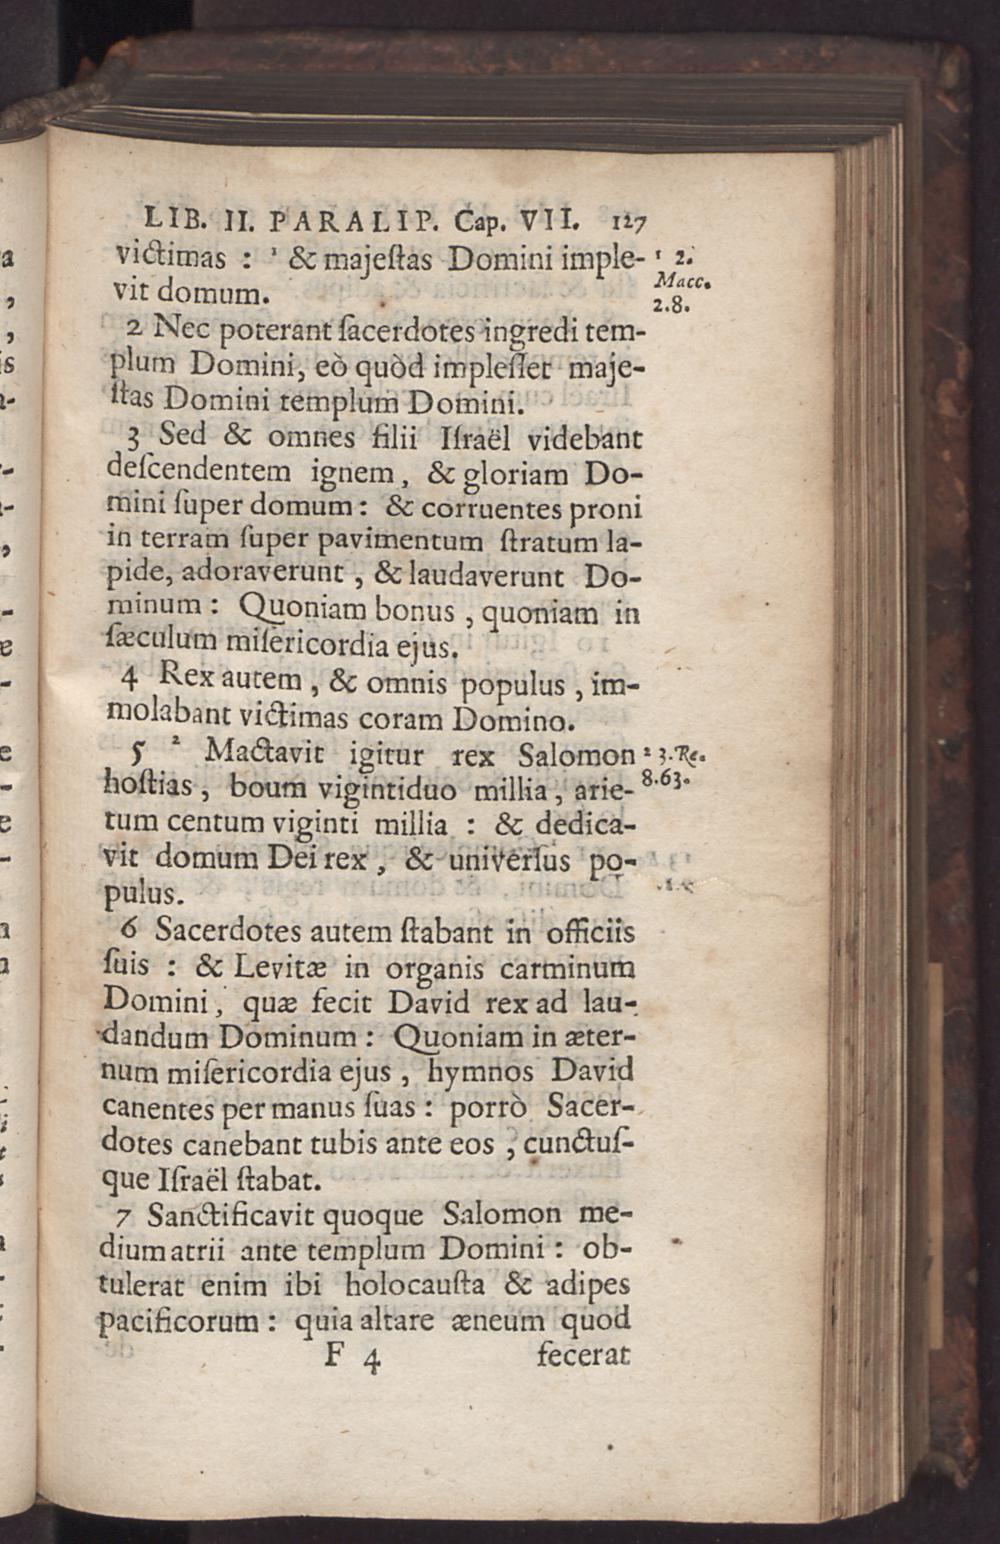 LIB. II. PARALIP. Cap. VII. 127
victimas : ¹ & majeſtas Domini imple-
vit domum.
¹ 2.
Macc.
2.8.
2 Nec poterant ſacerdotes ingredi tem-
plum Domini, eò quòd impleſſet maje-
ſtas Domini templum Domini.
3 Sed & omnes filii Iſraël videbant
deſcendentem ignem, & gloriam Do-
mini ſuper domum : & corruentes proni
in terram ſuper pavimentum ſtratum la-
pide, adoraverunt, & laudaverunt Do-
minum : Quoniam bonus, quoniam in
ſæculum miſericordia ejus.
4 Rex autem, & omnis populus, im-
molabant victimas coram Domino.
5 ² Mactavit igitur rex Salomon
hoſtias, boum vigintiduo millia, arie-
² 3. Re.
8.63.
tum centum viginti millia : & dedica-
vit domum Dei rex, & univerſus po-
pulus.
6 Sacerdotes autem ſtabant in officiis
ſuis : & Levitæ in organis carminum
Domini, quæ fecit David rex ad lau-
dandum Dominum : Quoniam in æter-
num miſericordia ejus, hymnos David
canentes per manus ſuas : porrò Sacer-
dotes canebant tubis ante eos, cunctuſ-
que Iſraël ſtabat.
7 Sanctificavit quoque Salomon me-
dium atrii ante templum Domini : ob-
tulerat enim ibi holocauſta & adipes
pacificorum : quia altare æneum quod
F 4 fecerat